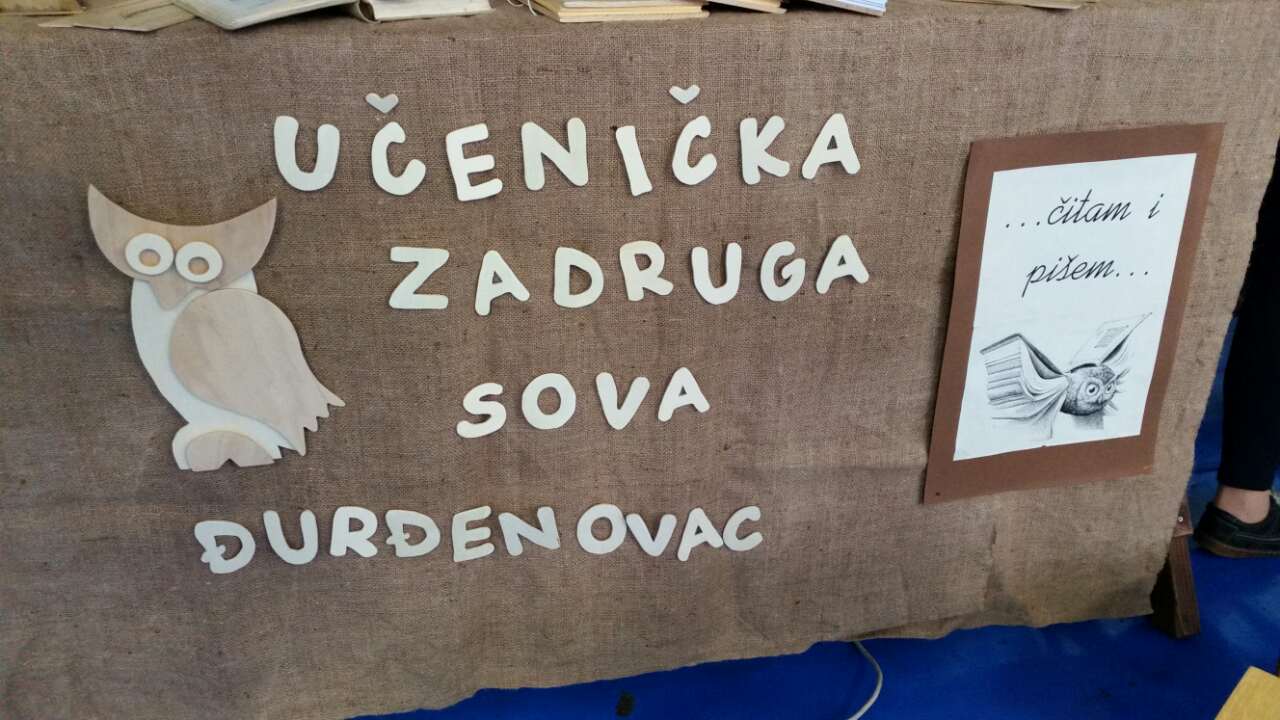 UČENIČKA
ZADRUGA
SOVA
ĐURĐENOVAC
...čitam i
pišem...